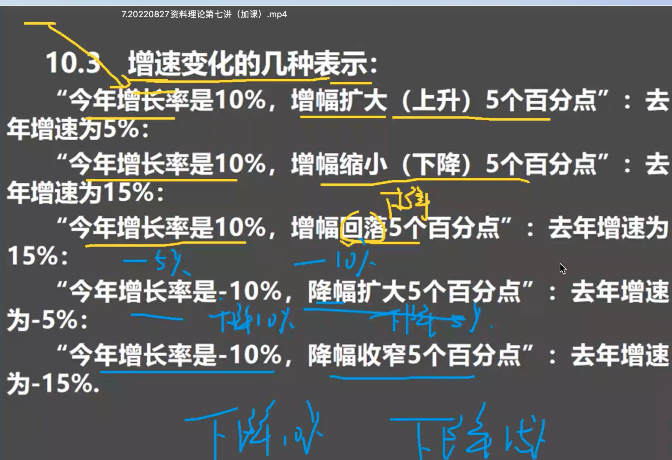 7.20220827资料理论第七讲（加课）.mp4
10.3 增速变化的几种表示：
“今年增长率是10%，增幅扩大（上升）5个百分点”：去
年增速为5%：
“今年增长率是10%，增幅缩小（下降）5个百分点”：去
年增速为15%：
下降
“今年增长率是10%，增幅回落5个百分点”：去年增速为
15%：
-5% -10%
“今年增长率是-10%，降幅扩大5个百分点”：去年增速
为-5%：
下降10% 下降5%
“今年增长率是-10%，降幅收窄5个百分点”：去年增速
为-15%.
下降10% 下降15%